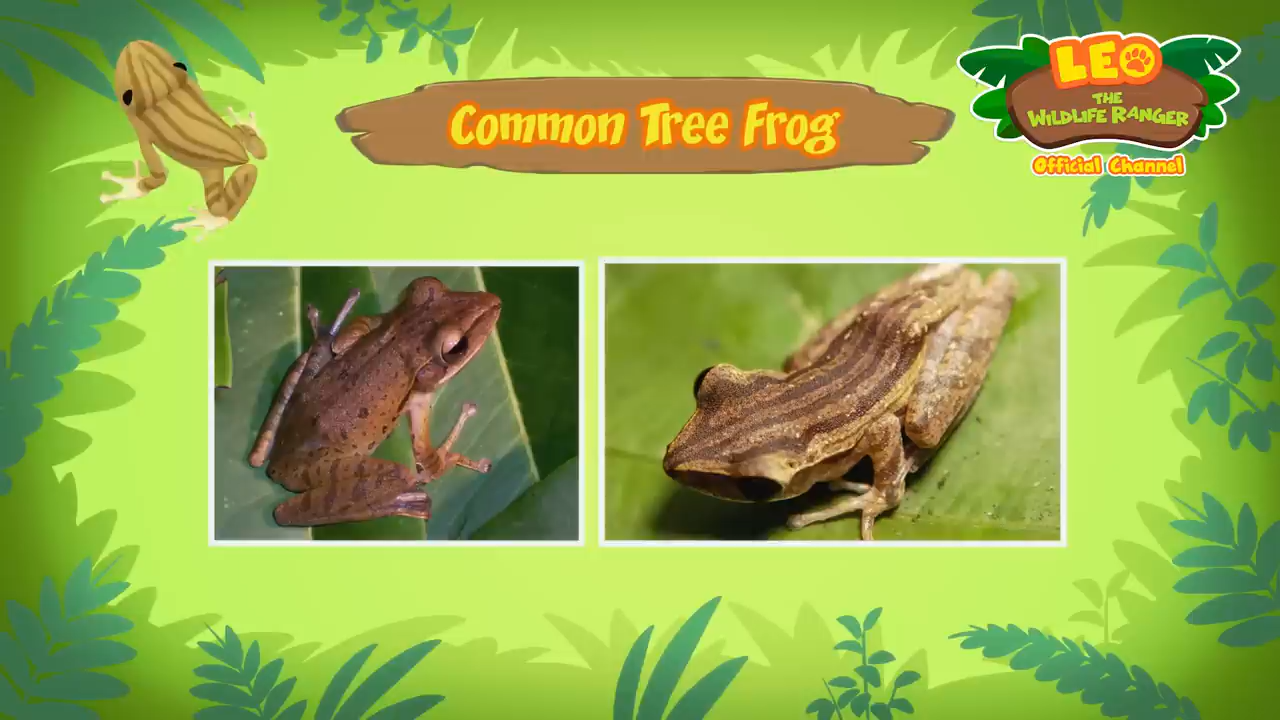 Common Tree Frog
LEO
THE
WILDLIFE RANGER
Official Channel